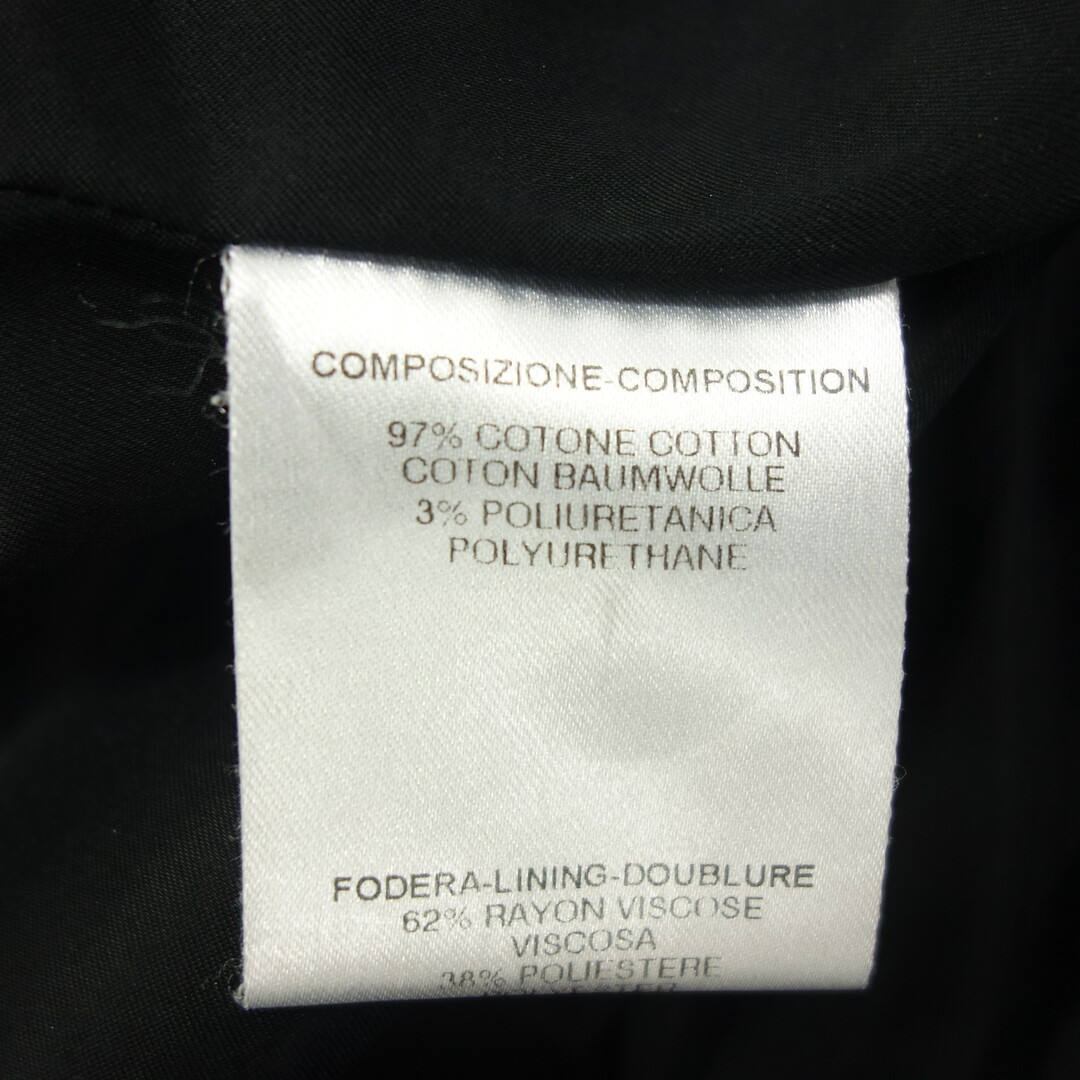 COMPOSIZIONE-COMPOSITION
97% COTONE COTTON
COTON BAUMWOLLE
3% POLIURETANICA
POLYURETHANE
FODERA-LINING-DOUBLURE
62% RAYON VISCOSE
VISCOSA
38% POLIESTERE